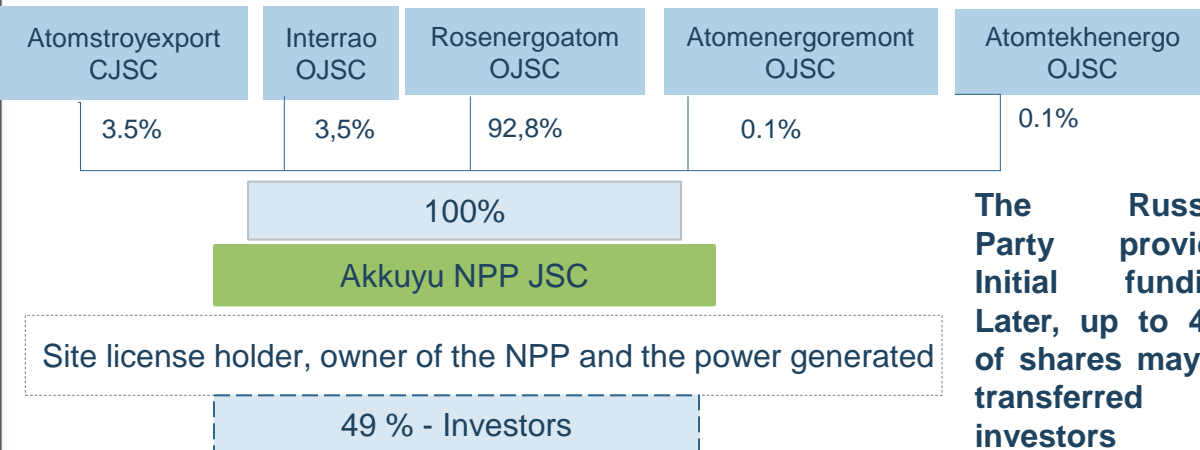 Atomstroyexport
CJSC
Interrao
OJSC
Rosenergoatom
OJSC
Atomenergoremont
OJSC
Atomtekhenergo
OJSC
3.5%
3,5%
92,8%
0.1%
0.1%
100%
Akkuyu NPP JSC
Site license holder, owner of the NPP and the power generated
49 % - Investors
The
Party
Initial
Later, up to
of shares may
transferred
investors